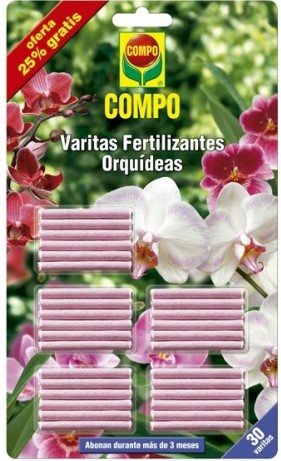 oferta
25% gratis
COMPO
COMPO
Varitas Fertilizantes
Orquídeas
30
varitas
Abonan durante más de 3 meses